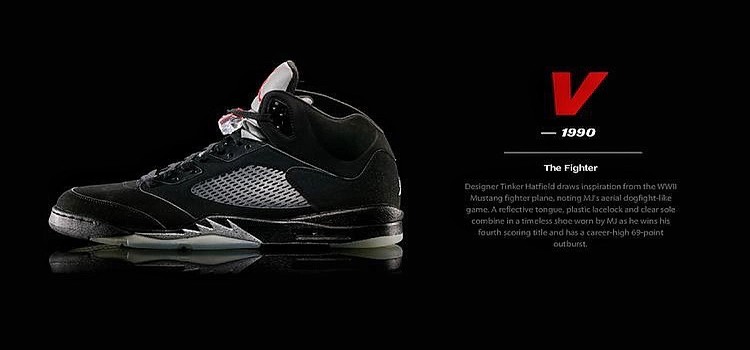 V
— 1990
The Fighter
Designer Tinker Hatfield draws inspiration from the WWII
Mustang fighter plane, noting MJ's aerial dogfight-like
game. A reflective tongue, plastic lacelock and clear sole
combine in a timeless shoe worn by MJ as he wins his
fourth scoring title and has a career-high 69-point
outburst.